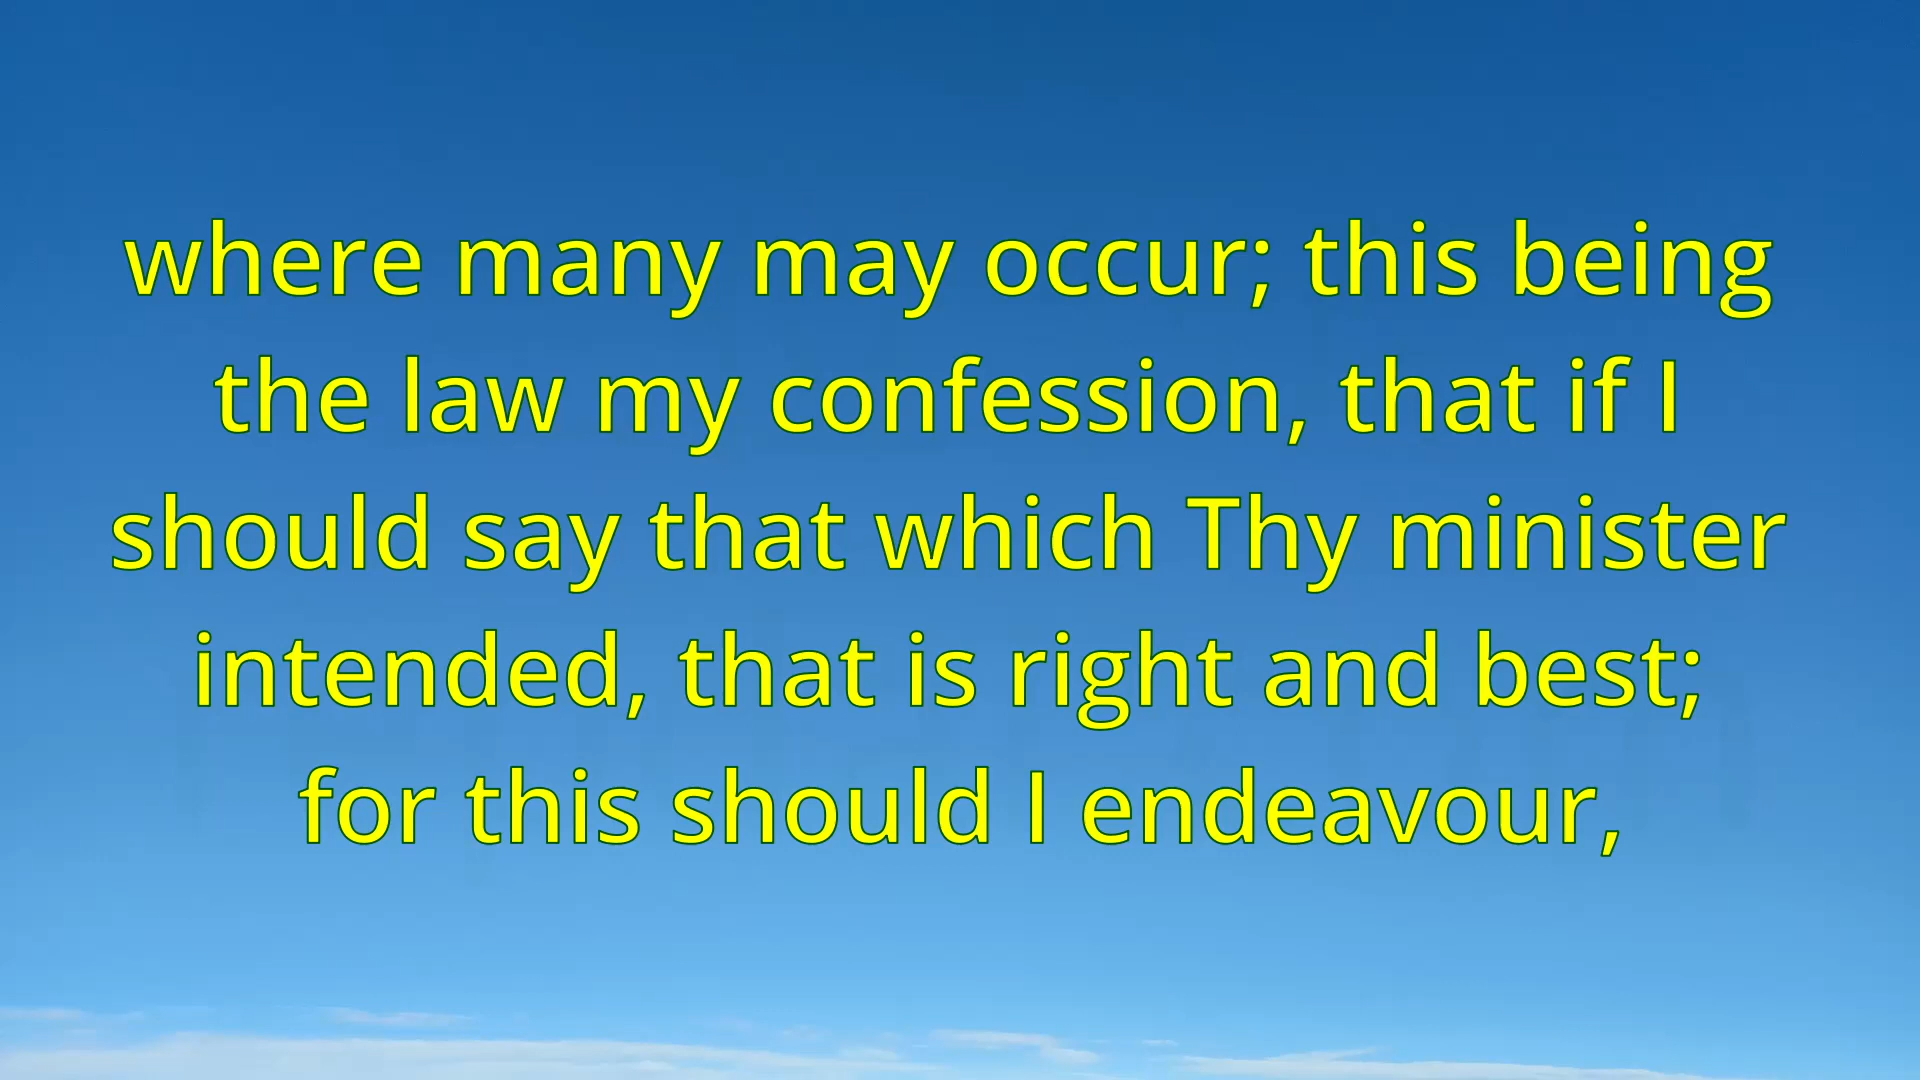 where many may occur; this being
the law my confession, that if I
should say that which Thy minister
intended, that is right and best;
for this should I endeavour,